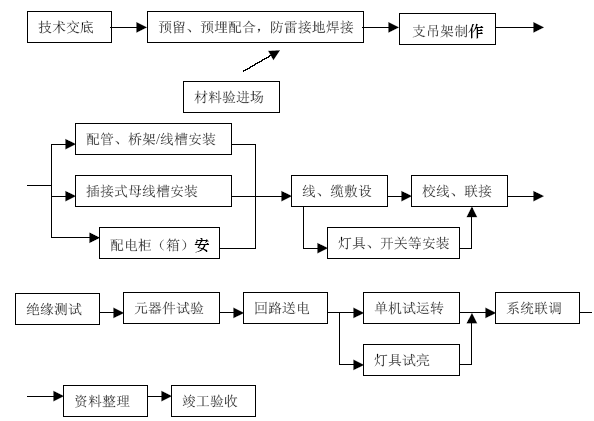 技术交底
预留、预埋配合，防雷接地焊接
支吊架制作
材料验进场
配管、桥架/线槽安装
插接式母线槽安装
线、缆敷设
校线、联接
配电柜（箱）安
灯具、开关等安装
绝缘测试
元器件试验
回路送电
单机试运转
系统联调
灯具试亮
资料整理
竣工验收